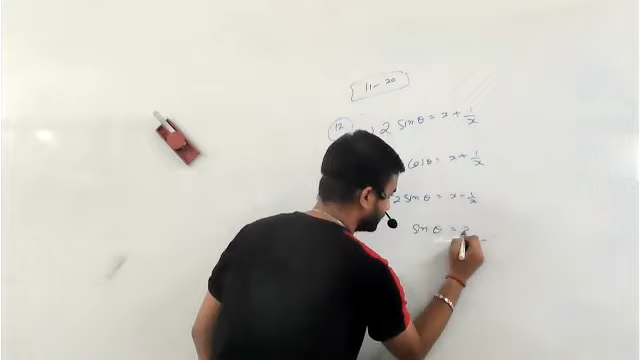 11-20
12 2 sin θ = x + 1/x
cos θ = x + 1/x
2 sin θ = x - 1/x
sin θ =